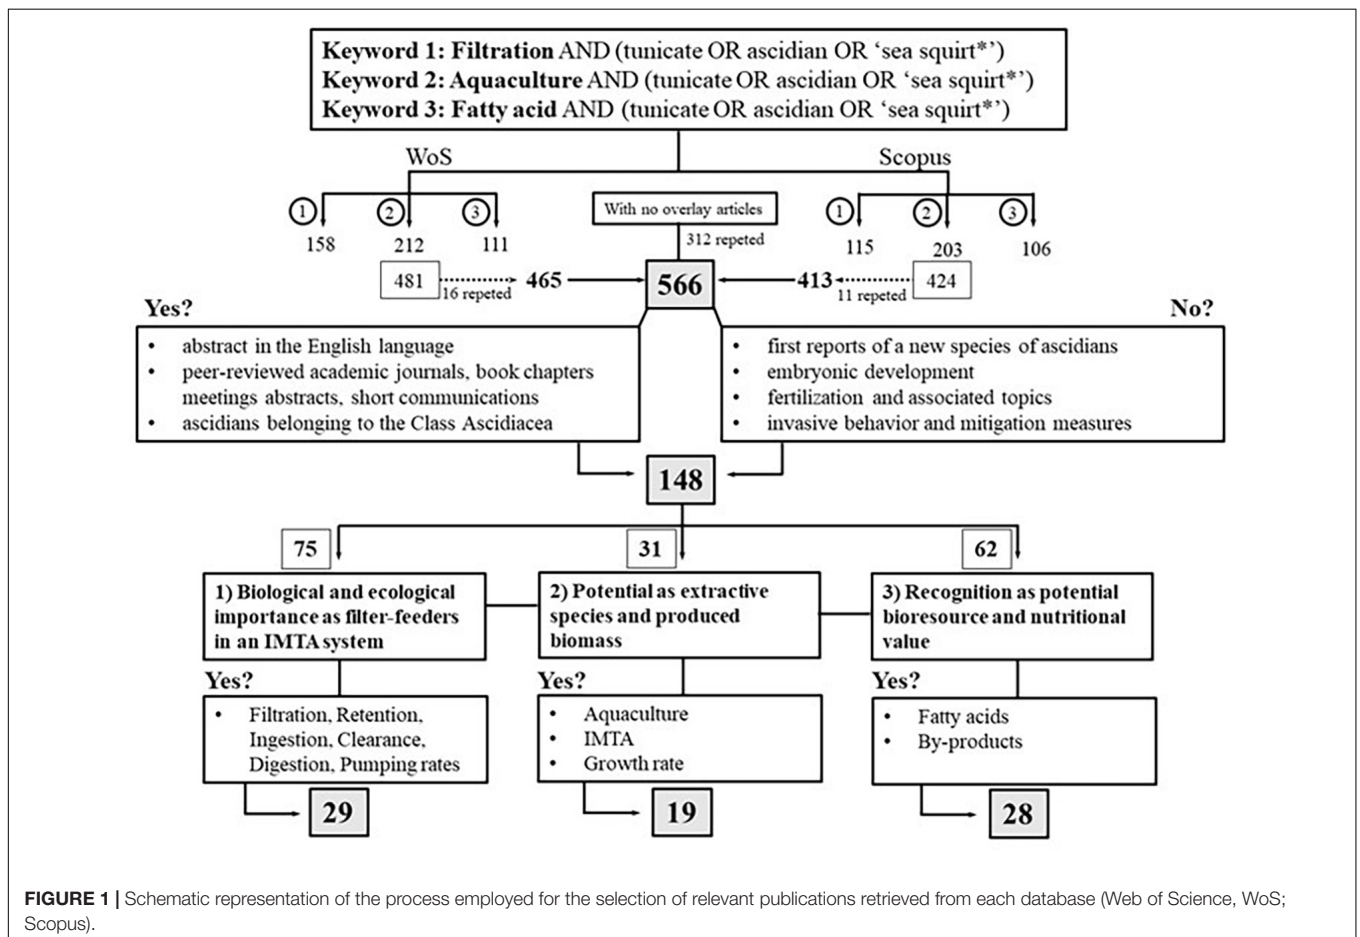 Keyword 1: Filtration AND (tunicate OR ascidian OR ‘sea squirt*’)
Keyword 2: Aquaculture AND (tunicate OR ascidian OR ‘sea squirt*’)
Keyword 3: Fatty acid AND (tunicate OR ascidian OR ‘sea squirt*’)
WoS
Scopus
1
2
3
With no overlay articles
1
2
3
158
212
111
312 repeted
115
203
106
481
16 repeted
465
566
413
11 repeted
424
Yes?
No?
• abstract in the English language
• peer-reviewed academic journals, book chapters
meetings abstracts, short communications
• ascidians belonging to the Class Ascidiacea
• first reports of a new species of ascidians
• embryonic development
• fertilization and associated topics
• invasive behavior and mitigation measures
148
75
31
62
1) Biological and ecological
importance as filter-feeders
in an IMTA system
2) Potential as extractive
species and produced
biomass
3) Recognition as potential
bioresource and nutritional
value
Yes?
Yes?
Yes?
• Filtration, Retention,
Ingestion, Clearance,
Digestion, Pumping rates
• Aquaculture
• IMTA
• Growth rate
• Fatty acids
• By-products
29
19
28
FIGURE 1 | Schematic representation of the process employed for the selection of relevant publications retrieved from each database (Web of Science, WoS;
Scopus).